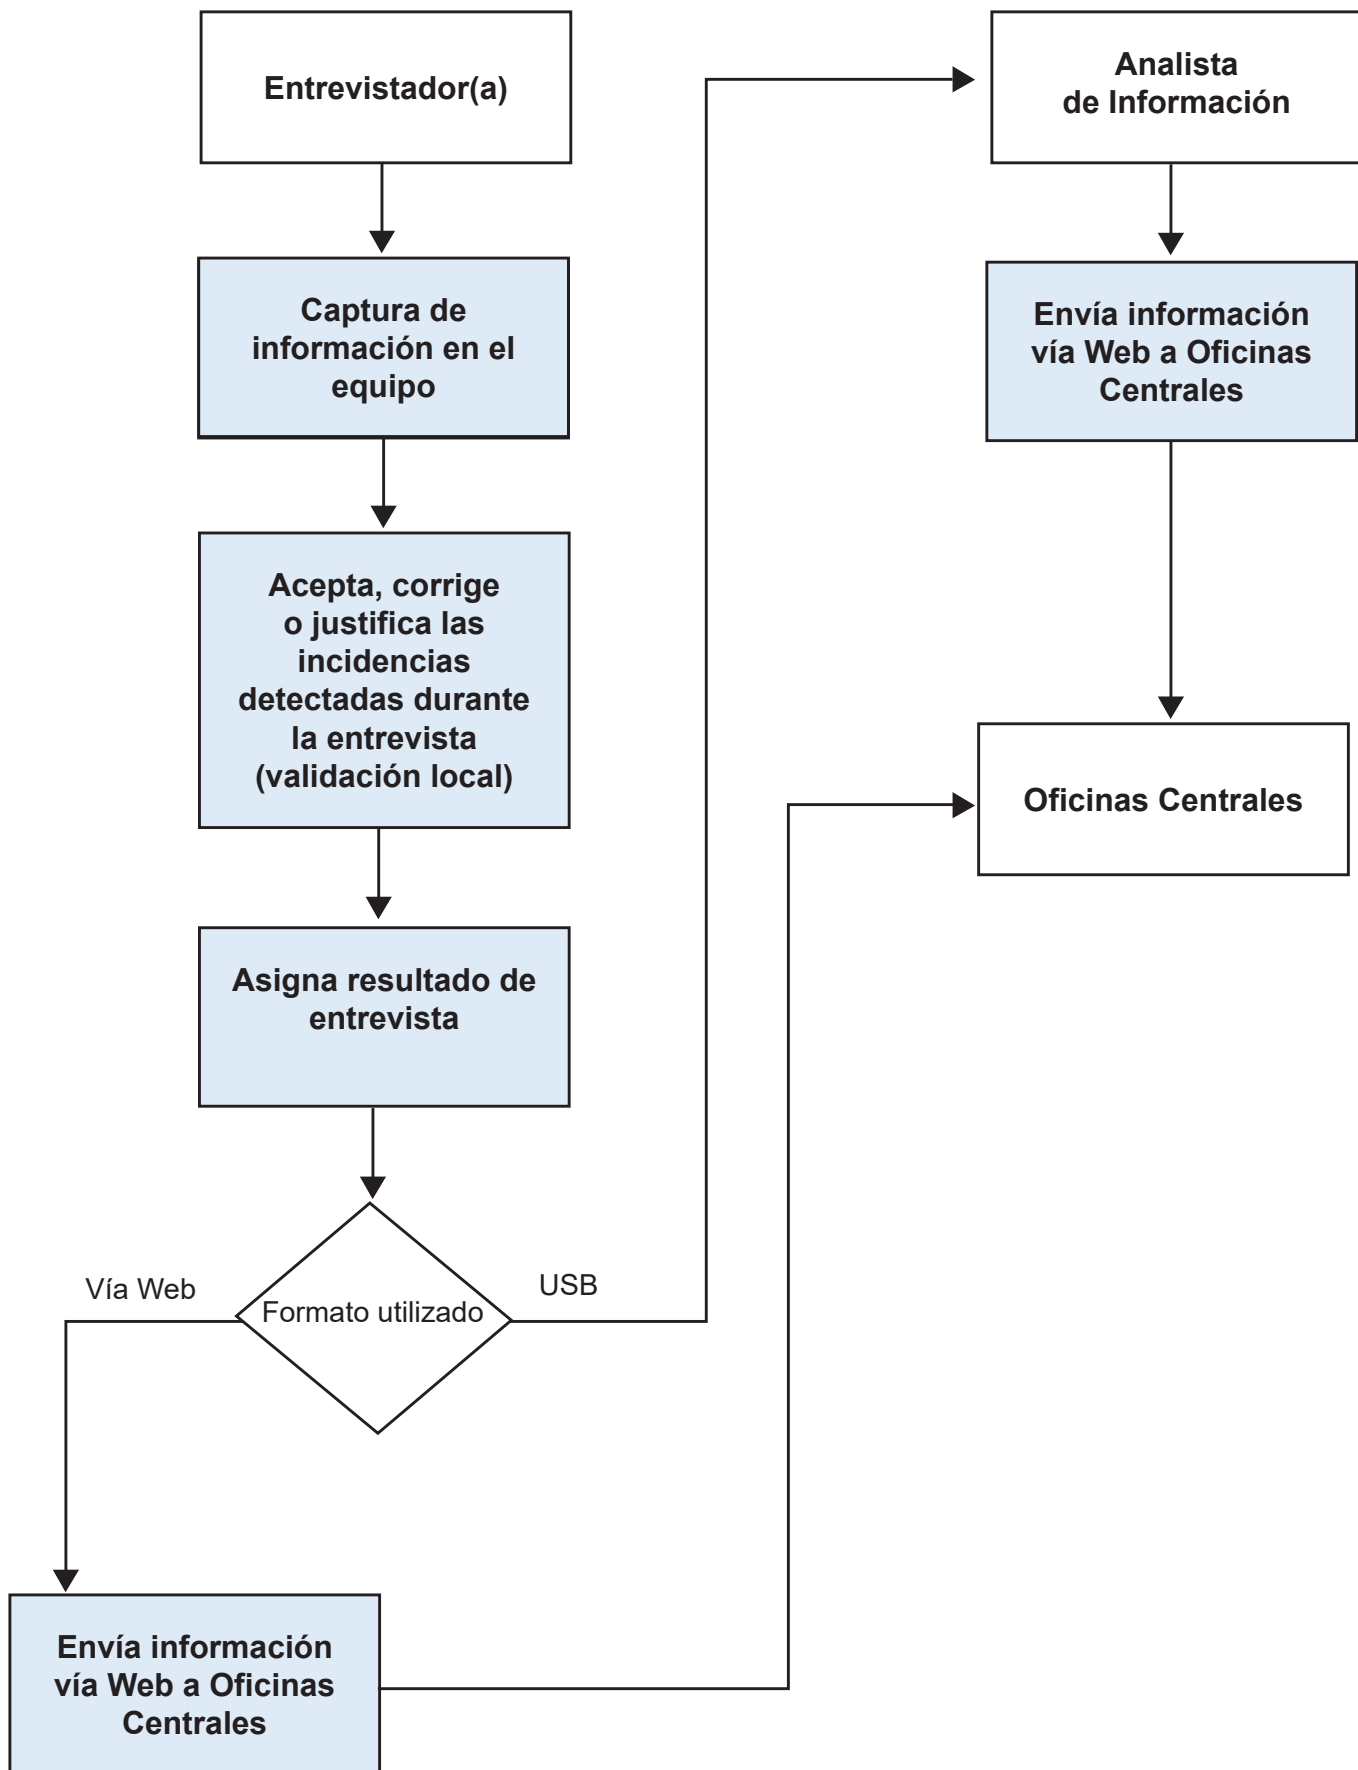 Entrevistador(a)
Captura de
información en el
equipo
Acepta, corrige
o justifica las
incidencias
detectadas durante
la entrevista
(validación local)
Asigna resultado de
entrevista
Formato utilizado
Vía Web
USB
Envía información
vía Web a Oficinas
Centrales
Analista
de Información
Envía información
vía Web a Oficinas
Centrales
Oficinas Centrales